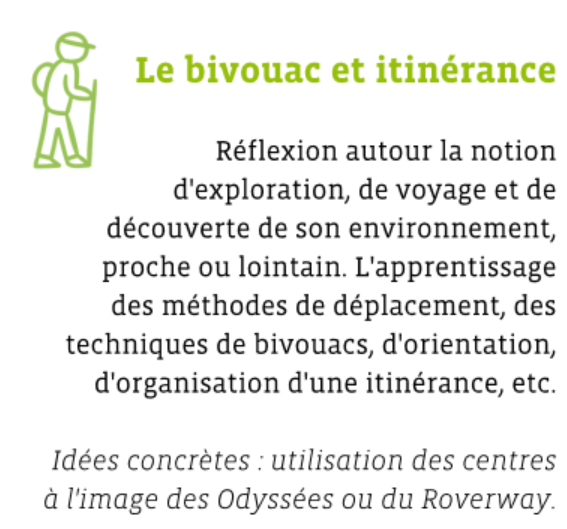 Le bivouac et itinérance
Réflexion autour la notion
d'exploration, de voyage et de
découverte de son environnement,
proche ou lointain. L'apprentissage
des méthodes de déplacement, des
techniques de bivouacs, d'orientation,
d'organisation d'une itinérance, etc.
Idées concrètes : utilisation des centres
à l'image des Odyssées ou du Roverway.